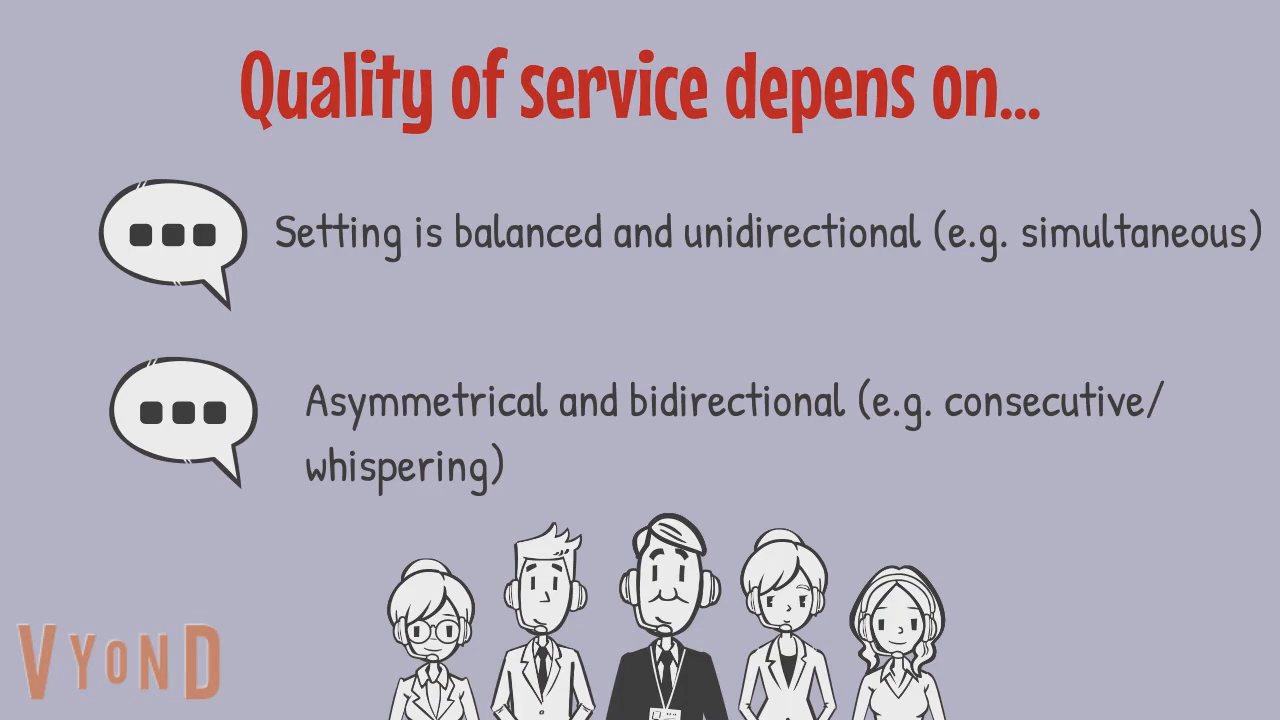 Quality of service depens on...
Setting is balanced and unidirectional (e.g. simultaneous)
Asymmetrical and bidirectional (e.g. consecutive/
whispering)
VYOND